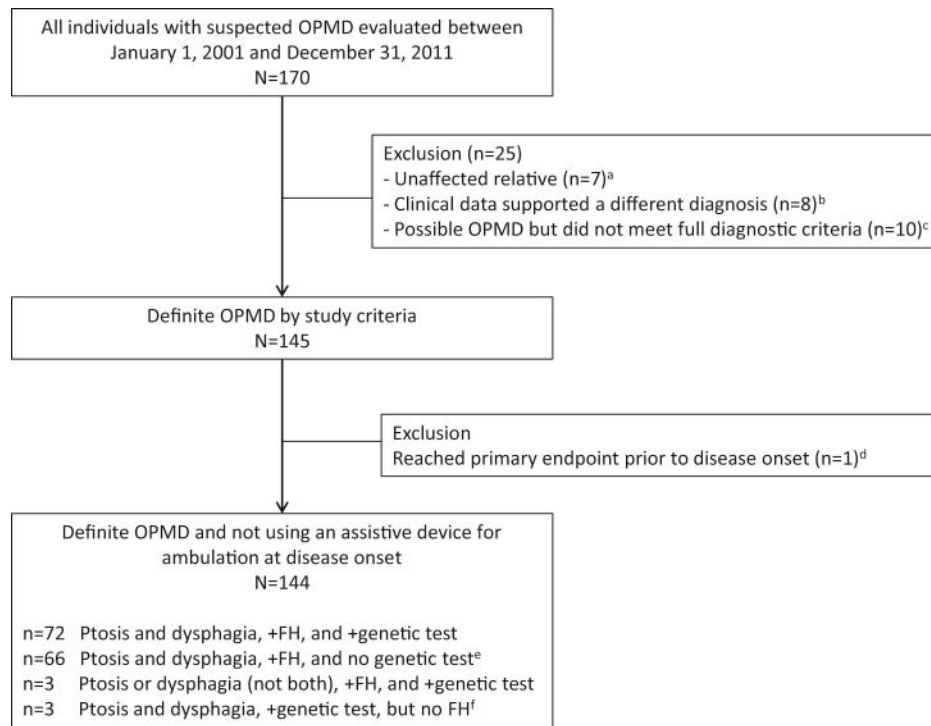 All individuals with suspected OPMD evaluated between
January 1, 2001 and December 31, 2011
N=170
Exclusion (n=25)
- Unaffected relative (n=7)ᵃ
- Clinical data supported a different diagnosis (n=8)ᵇ
- Possible OPMD but did not meet full diagnostic criteria (n=10)ᶜ
Definite OPMD by study criteria
N=145
Exclusion
Reached primary endpoint prior to disease onset (n=1)ᵈ
Definite OPMD and not using an assistive device for
ambulation at disease onset
N=144
n=72 Ptosis and dysphagia, +FH, and +genetic test
n=66 Ptosis and dysphagia, +FH, and no genetic testᵉ
n=3 Ptosis or dysphagia (not both), +FH, and +genetic test
n=3 Ptosis and dysphagia, +genetic test, but no FHᶠ